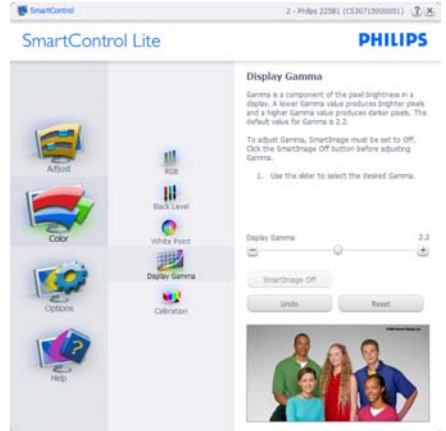 SmartControl
2 - Philips 225B1 (CS30715000001)
SmartControl Lite
PHILIPS
Adjust
Color
Options
Help
RGB
Black Level
White Point
Display Gamma
Calibration
Display Gamma
Gamma is a component of the pixel brightness in a
display. A lower Gamma value produces brighter pixels
and a higher Gamma value produces darker pixels. The
default value for Gamma is 2.2.
To adjust Gamma, SmartImage must be set to Off.
Click the SmartImage Off button before adjusting
Gamma.
1. Use the slider to select the desired Gamma.
Display Gamma 2.2
SmartImage Off
Undo Reset